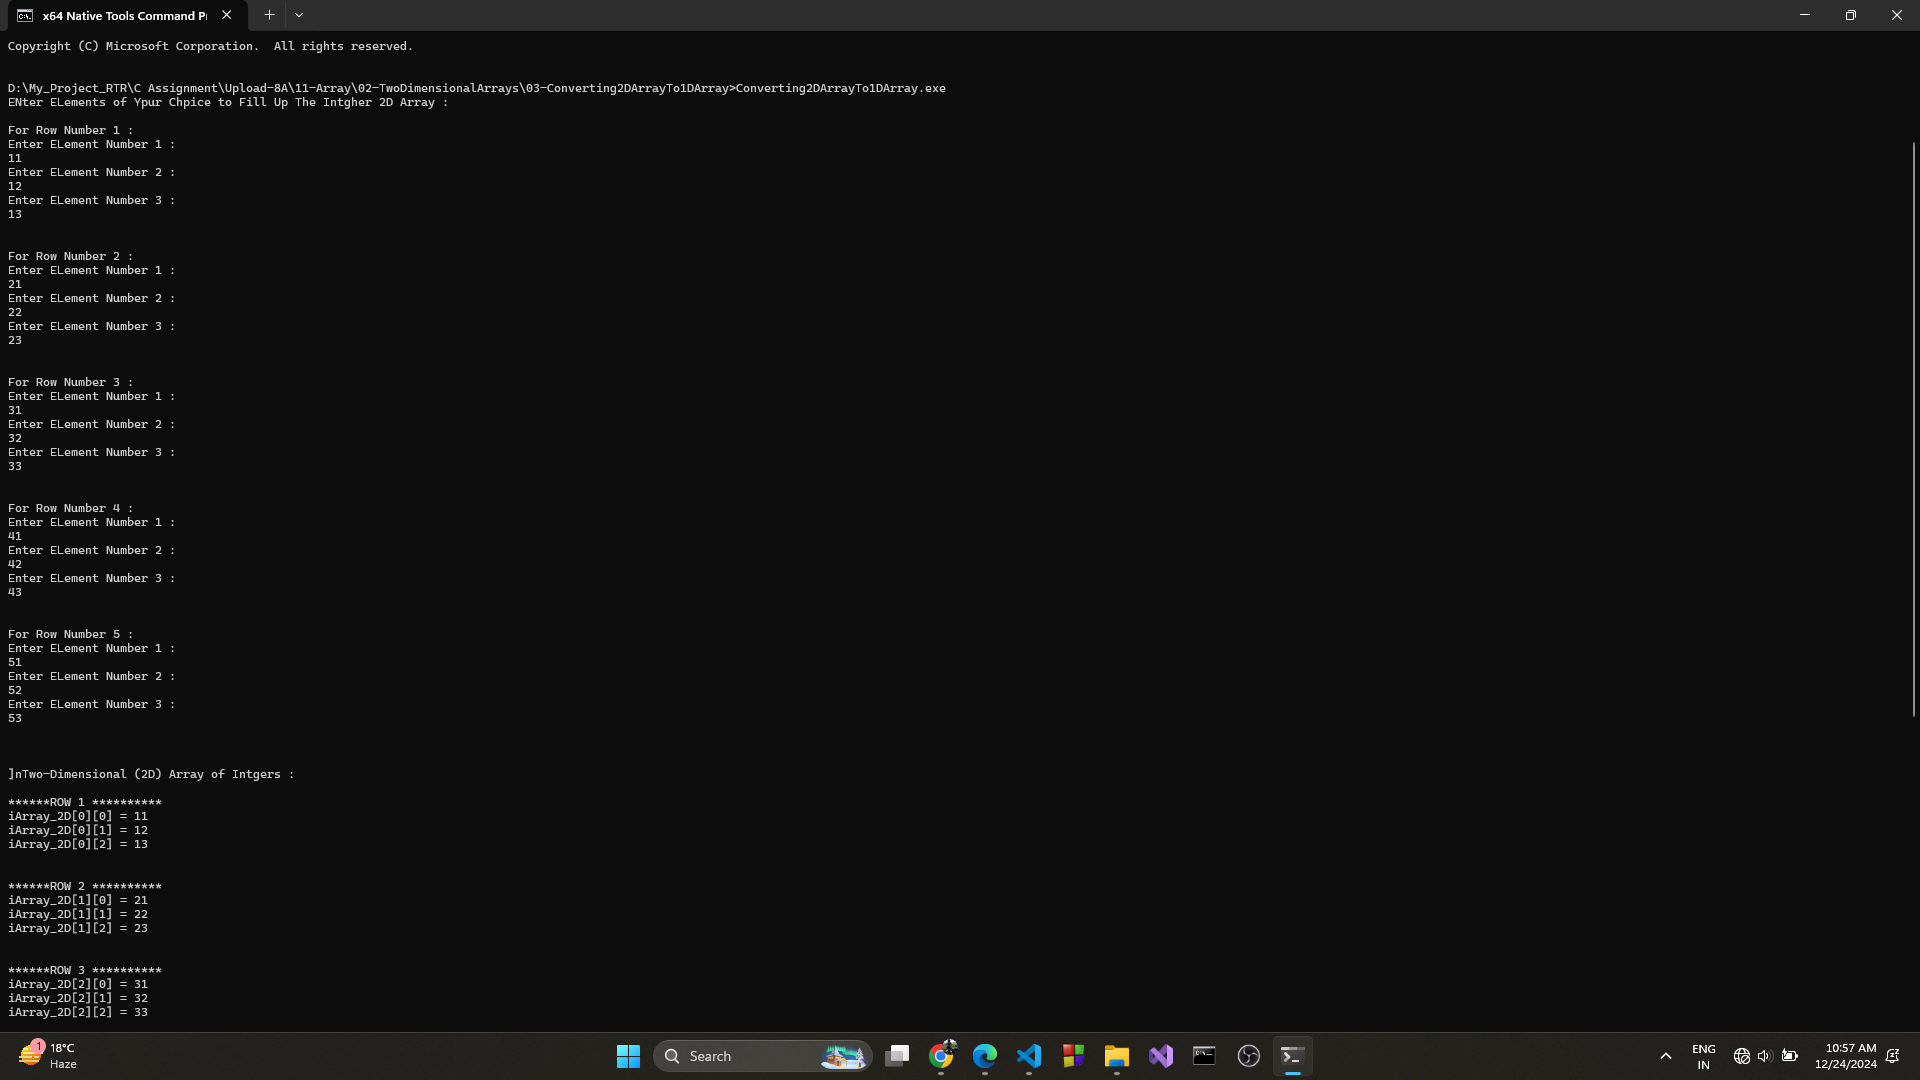 x64 Native Tools Command P
Copyright (C) Microsoft Corporation.  All rights reserved.
D:\My_Project_RTR\C Assignment\Upload-8A\11-Array\02-TwoDimensionalArrays\03-Converting2DArrayTo1DArray>Converting2DArrayTo1DArray.exe
ENter ELements of Ypur Chpice to Fill Up The Intgher 2D Array :
For Row Number 1 :
Enter ELement Number 1 :
11
Enter ELement Number 2 :
12
Enter ELement Number 3 :
13
For Row Number 2 :
Enter ELement Number 1 :
21
Enter ELement Number 2 :
22
Enter ELement Number 3 :
23
For Row Number 3 :
Enter ELement Number 1 :
31
Enter ELement Number 2 :
32
Enter ELement Number 3 :
33
For Row Number 4 :
Enter ELement Number 1 :
41
Enter ELement Number 2 :
42
Enter ELement Number 3 :
43
For Row Number 5 :
Enter ELement Number 1 :
51
Enter ELement Number 2 :
52
Enter ELement Number 3 :
53
]nTwo-Dimensional (2D) Array of Intgers :
******ROW 1 **********
iArray_2D[0][0] = 11
iArray_2D[0][1] = 12
iArray_2D[0][2] = 13
******ROW 2 **********
iArray_2D[1][0] = 21
iArray_2D[1][1] = 22
iArray_2D[1][2] = 23
******ROW 3 **********
iArray_2D[2][0] = 31
iArray_2D[2][1] = 32
iArray_2D[2][2] = 33
1
18°C
Haze
Search
ENG
IN
10:57 AM
12/24/2024